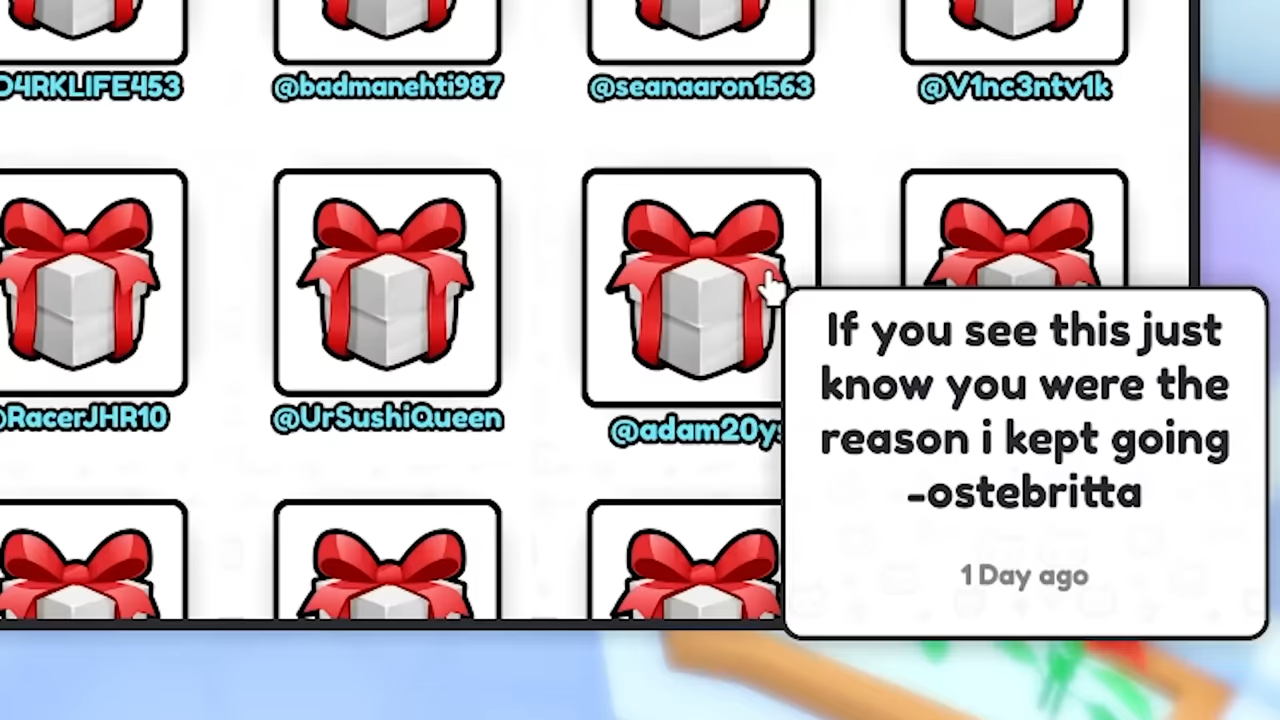 D4RKLIFE453 @badmanehti987 @seanaaron1563 @V1nc3ntv1k
@RacerJHR10 @UrSushiQueen
If you see this just
know you were the
reason i kept going
-ostebritta
1 Day ago